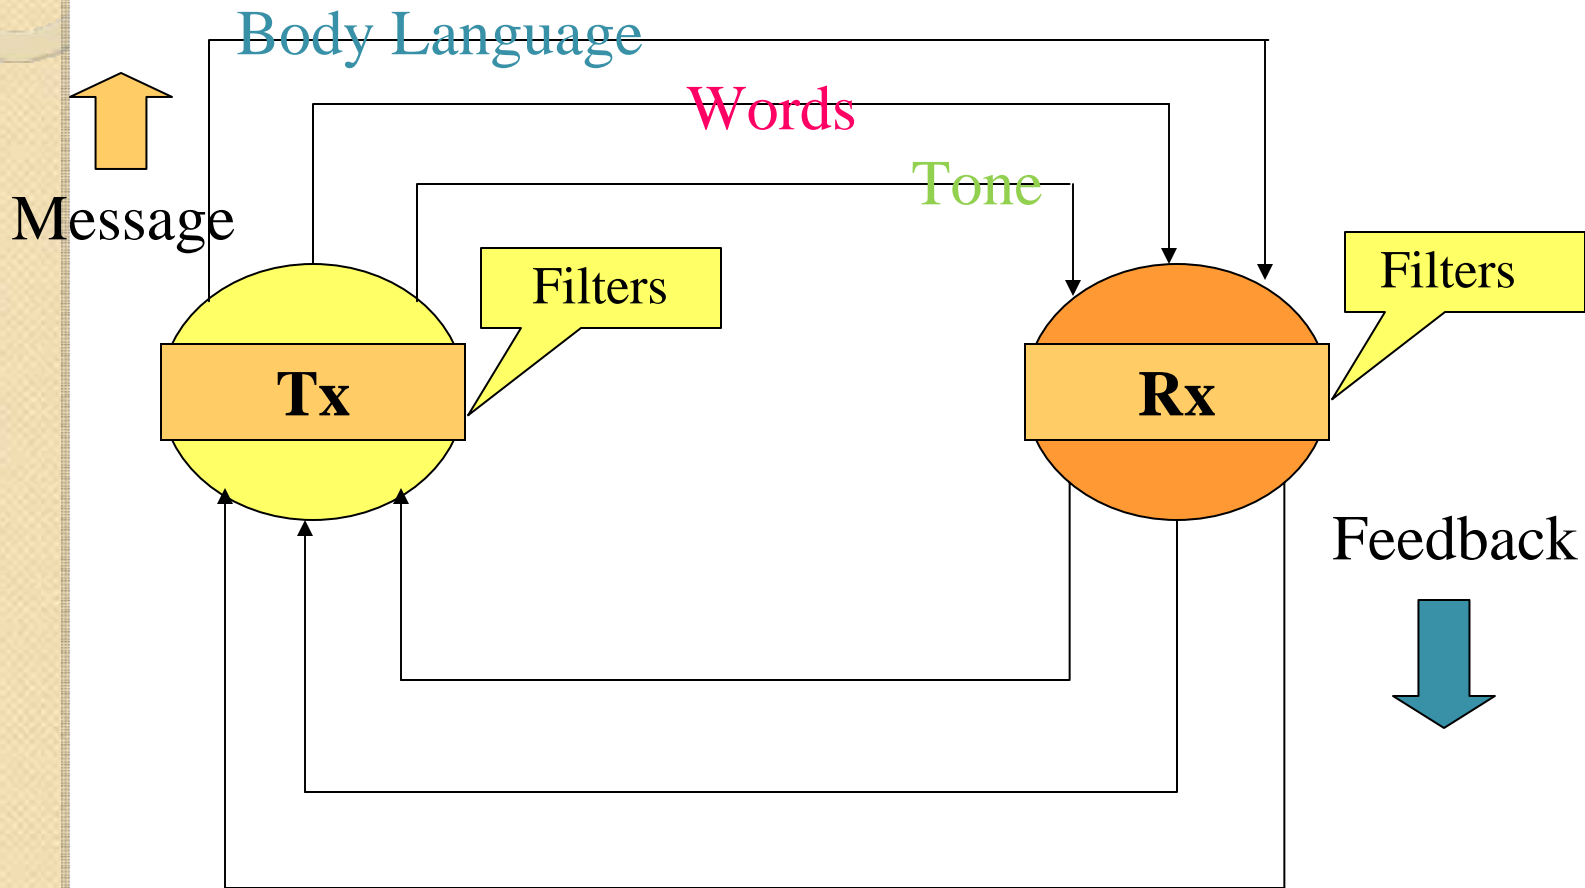 Body Language
Words
Tone
Message
Filters
Filters
Tx
Rx
Feedback